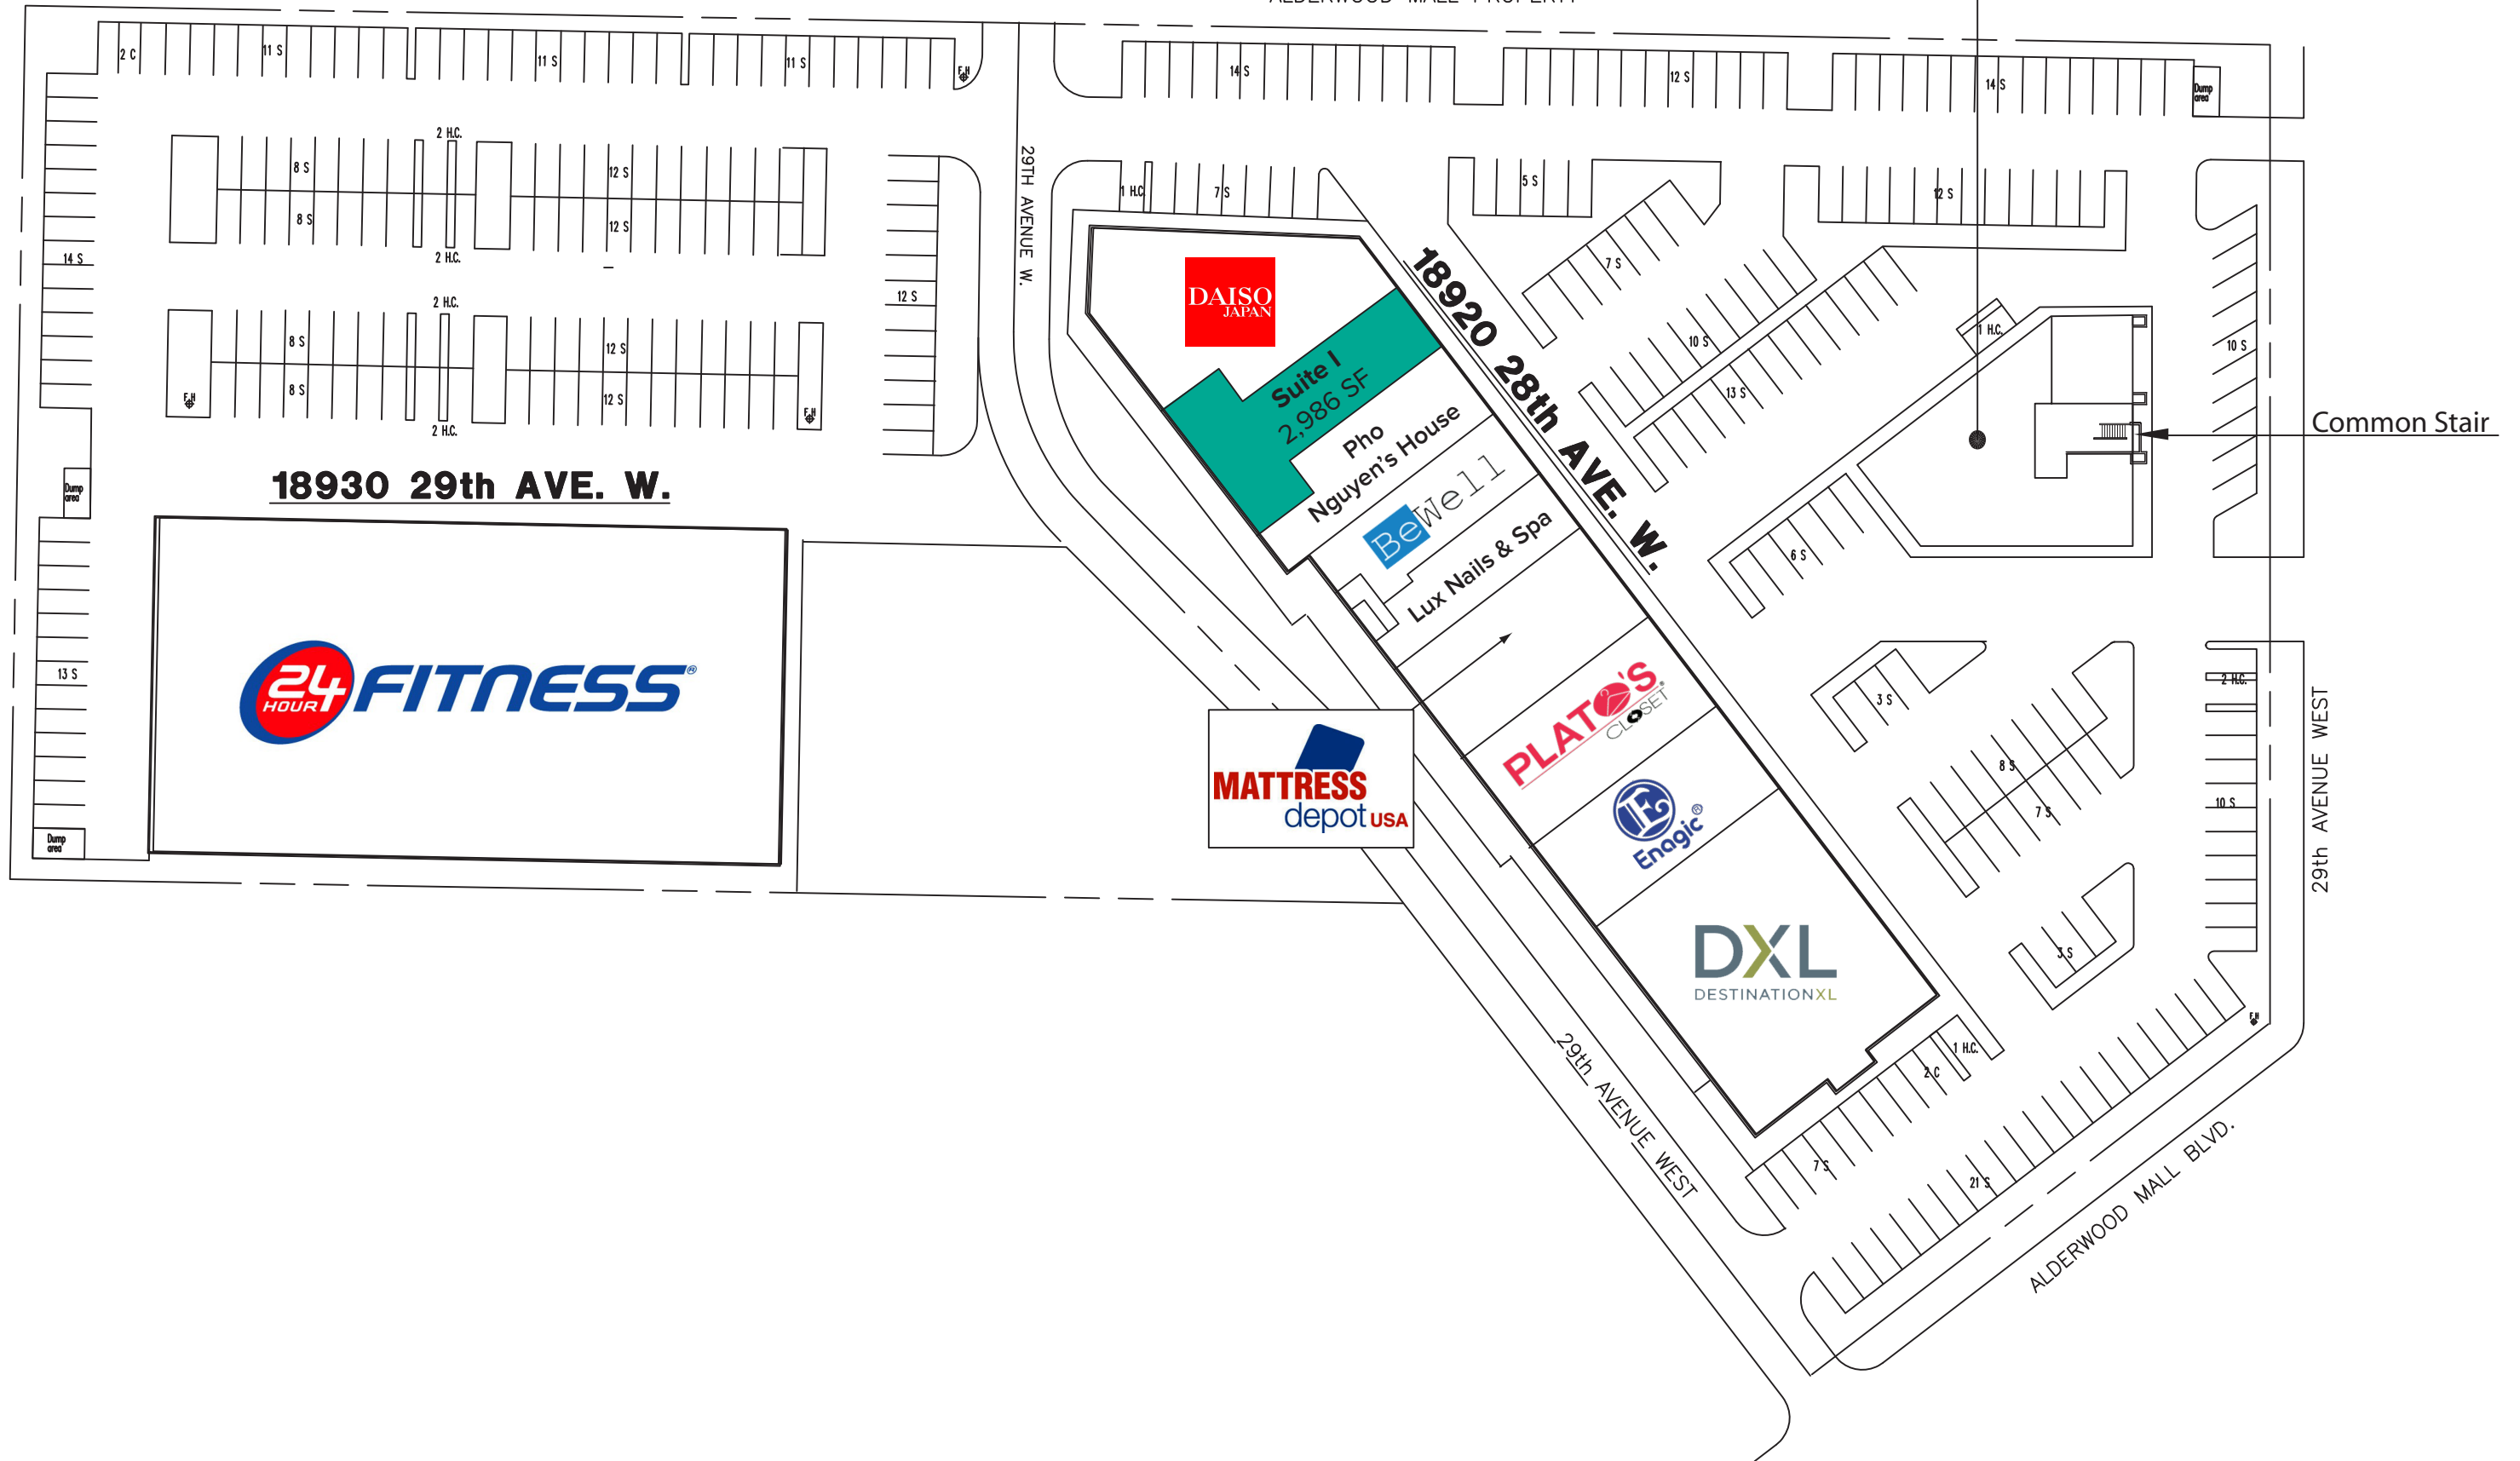 ALDERWOOD MALL PROPERTY
2 C
11 S
11 S
11 S
F.H
14 S
12 S
14 S
Dump
area
2 H.C.
8 S
12 S
8 S
12 S
2 H.C.
14 S
12 S
29TH AVENUE W.
1 H.C
7 S
5 S
7 S
12 S
10 S
13 S
1 H.C.
10 S
2 H.C.
8 S
12 S
8 S
12 S
F.H
F.H
2 H.C.
DAISO
JAPAN
Suite I
2,986 SF
Pho
Nguyen's House
BeWell
Lux Nails & Spa
18920 28th AVE. W.
Common Stair
Dump
area
18930 29th AVE. W.
6 S
24
HOUR
FITNESS®
13 S
Dump
area
MATTRESS
depot USA
PLATO'S
CLOSET®
Enagic®
DXL
DESTINATIONXL
3 S
2 H.C.
8 S
7 S
10 S
29th AVENUE WEST
3 S
F.H
1 H.C.
2 C
7 S
21 S
29th AVENUE WEST
ALDERWOOD MALL BLVD.